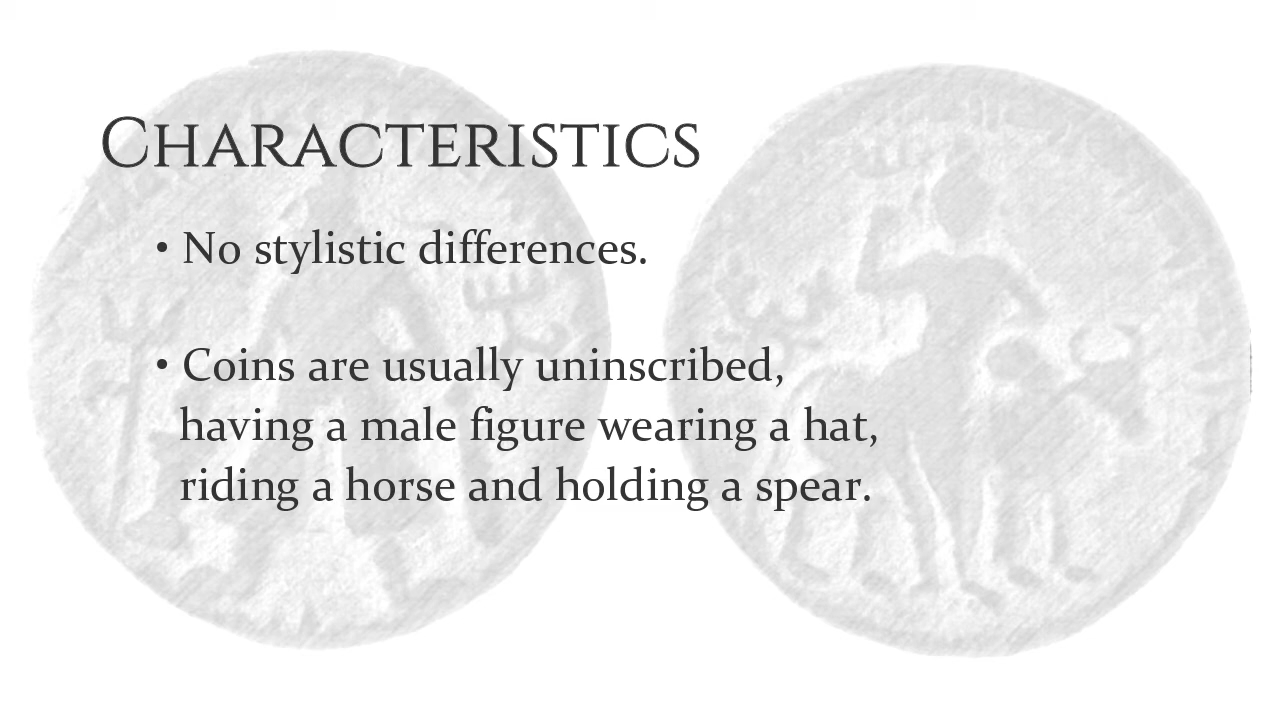 Characteristics
• No stylistic differences.
• Coins are usually uninscribed,
having a male figure wearing a hat,
riding a horse and holding a spear.